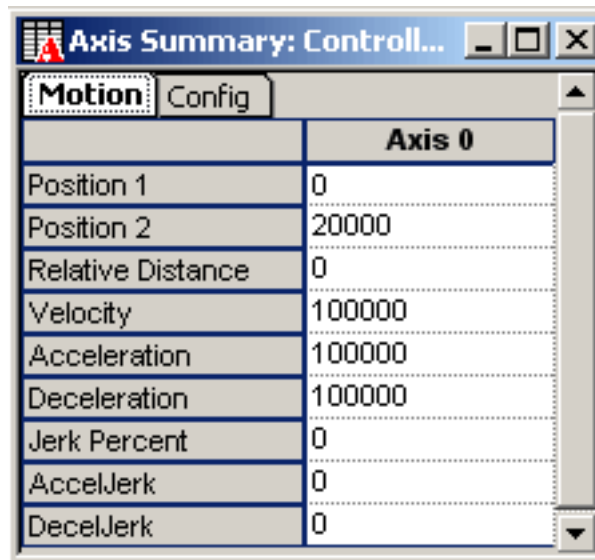 Axis Summary: Controll...
Motion Config
Axis 0
Position 1 0
Position 2 20000
Relative Distance 0
Velocity 100000
Acceleration 100000
Deceleration 100000
Jerk Percent 0
AccelJerk 0
DecelJerk 0